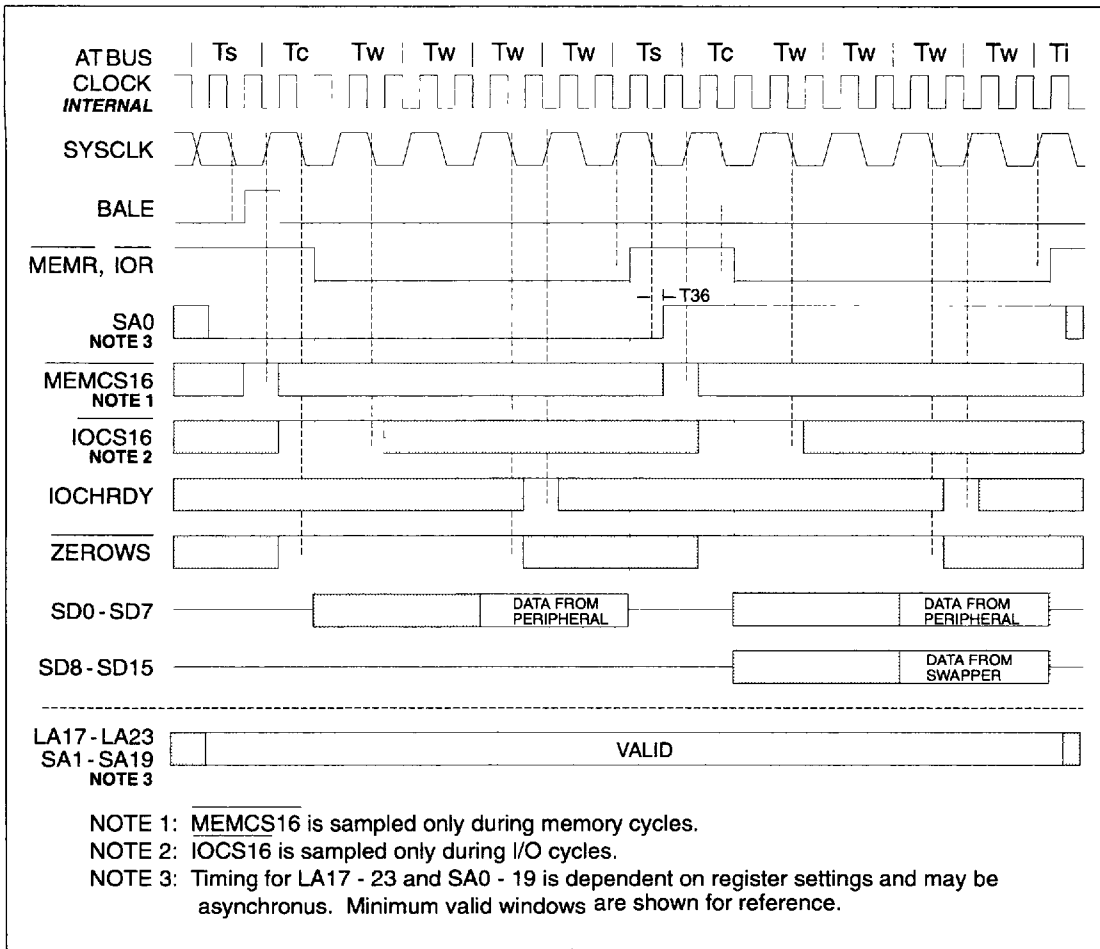 AT BUS | Ts | Tc Tw | Tw | Tw | Tw | Ts | Tc Tw | Tw | Tw | Tw | Ti
CLOCK
INTERNAL
SYSCLK
BALE
MEMR, IOR
T36
SA0
NOTE 3
MEMCS16
NOTE 1
IOCS16
NOTE 2
IOCHRDY
ZEROWS
SD0 - SD7
DATA FROM
PERIPHERAL
DATA FROM
PERIPHERAL
SD8 - SD15
DATA FROM
SWAPPER
LA17 - LA23
SA1 - SA19
NOTE 3
VALID
NOTE 1: MEMCS16 is sampled only during memory cycles.
NOTE 2: IOCS16 is sampled only during I/O cycles.
NOTE 3: Timing for LA17 - 23 and SA0 - 19 is dependent on register settings and may be
asynchronus. Minimum valid windows are shown for reference.